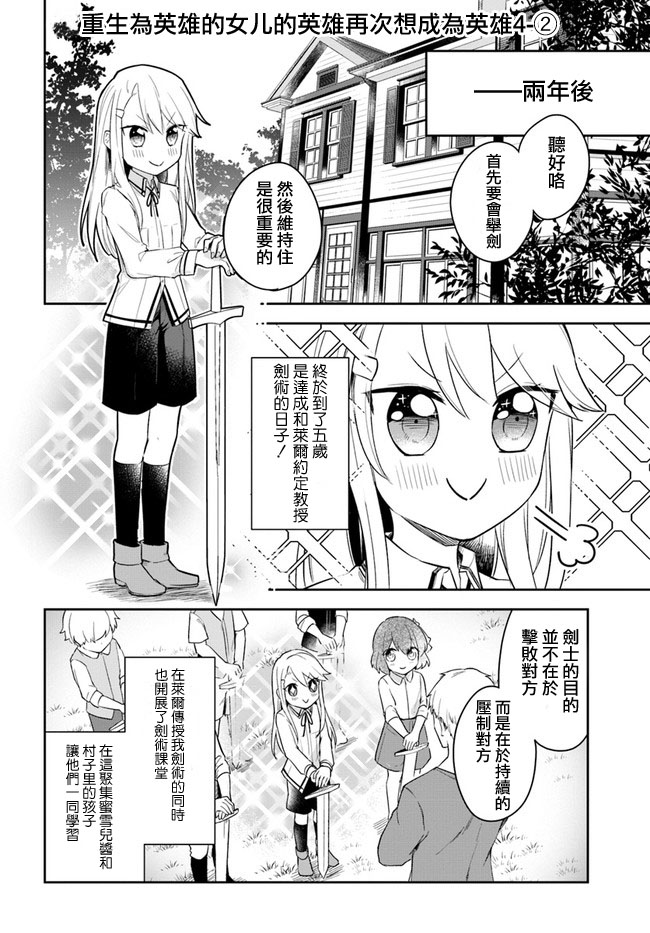 重生為英雄的女儿的英雄再次想成為英雄4-②
——兩年後
聽好咯
首先要會舉劍
然後維持住
是很重要的
終於到了五歲
是達成和萊爾約定教授
劍術的日子！
劍士的目的
並不在於
擊敗對方
而是在於持續的
壓制對方
在萊爾傳授我劍術的同時
也開展了劍術課堂
在這聚集蜜雪兒醬和
村子里的孩子
讓他們一同學習